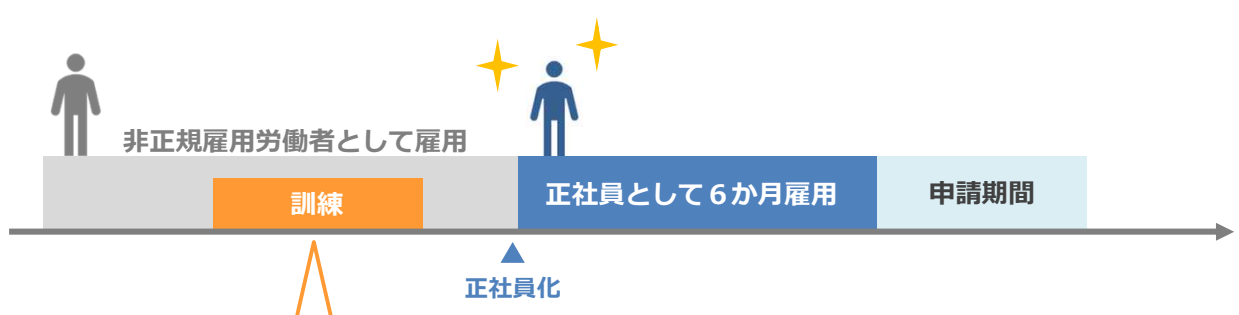 非正規雇用労働者として雇用
訓練
正社員として６か月雇用
申請期間
正社員化